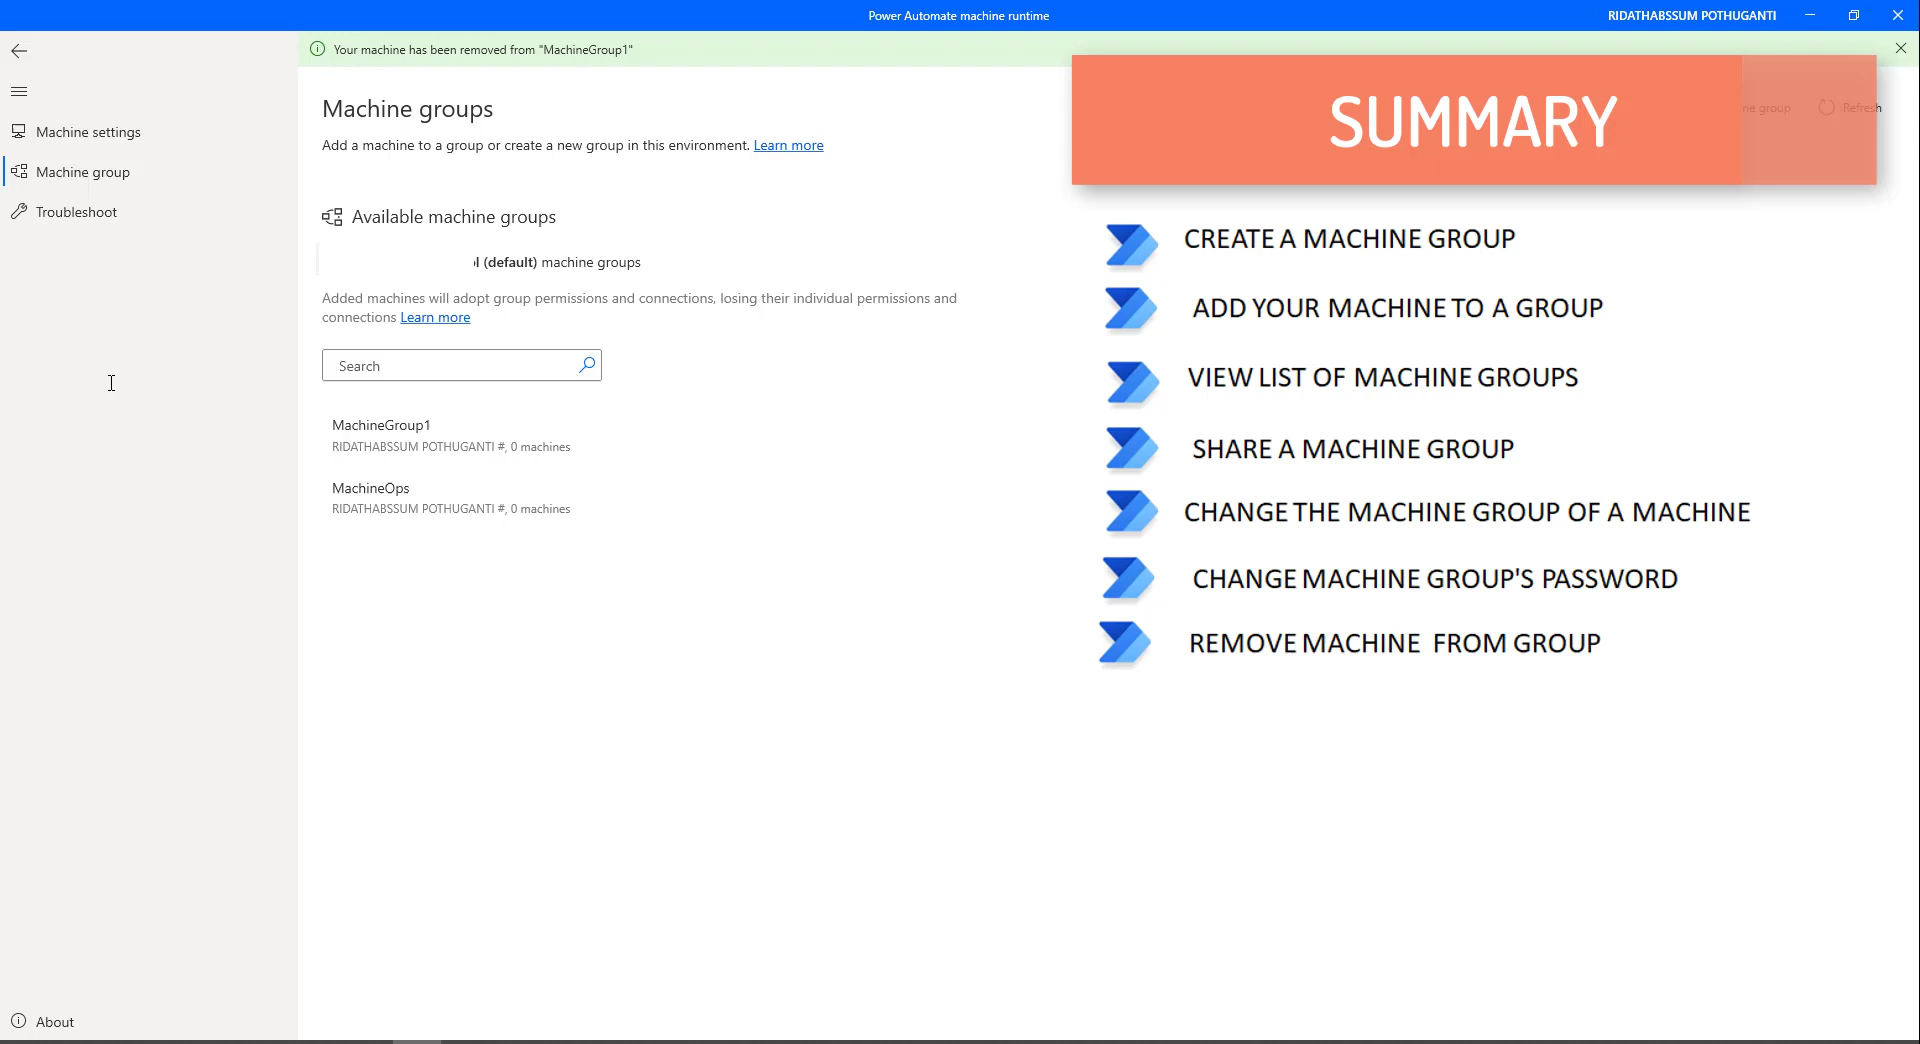 Power Automate machine runtime
RIDATHABSSUM POTHUGANTI
Your machine has been removed from "MachineGroup1"
Machine settings
Machine group
Troubleshoot
About
Machine groups
Add a machine to a group or create a new group in this environment. Learn more
Available machine groups
(default) machine groups
Added machines will adopt group permissions and connections, losing their individual permissions and
connections Learn more
Search
MachineGroup1
RIDATHABSSUM POTHUGANTI #, 0 machines
MachineOps
RIDATHABSSUM POTHUGANTI #, 0 machines
group
Refresh
SUMMARY
CREATE A MACHINE GROUP
ADD YOUR MACHINE TO A GROUP
VIEW LIST OF MACHINE GROUPS
SHARE A MACHINE GROUP
CHANGE THE MACHINE GROUP OF A MACHINE
CHANGE MACHINE GROUP'S PASSWORD
REMOVE MACHINE FROM GROUP